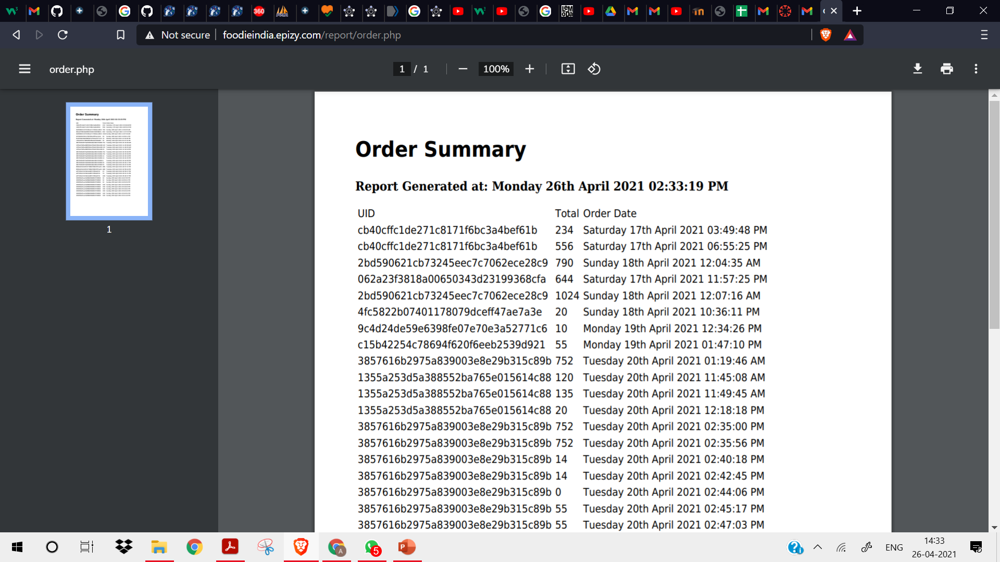 360
Not secure foodieindia.epizy.com/report/order.php
order.php
1 / 1
100%
1
Order Summary
Report Generated at: Monday 26th April 2021 02:33:19 PM
UID Total Order Date
cb40cffc1de271c8171f6bc3a4bef61b 234 Saturday 17th April 2021 03:49:48 PM
cb40cffc1de271c8171f6bc3a4bef61b 556 Saturday 17th April 2021 06:55:25 PM
2bd590621cb73245eec7c7062ece28c9 790 Sunday 18th April 2021 12:04:35 AM
062a23f3818a00650343d23199368cfa 644 Saturday 17th April 2021 11:57:25 PM
2bd590621cb73245eec7c7062ece28c9 1024 Sunday 18th April 2021 12:07:16 AM
4fc5822b07401178079dceff47ae7a3e 20 Sunday 18th April 2021 10:36:11 PM
9c4d24de59e6398fe07e70e3a52771c6 10 Monday 19th April 2021 12:34:26 PM
c15b42254c78694f620f6eeb2539d921 55 Monday 19th April 2021 01:47:10 PM
3857616b2975a839003e8e29b315c89b 752 Tuesday 20th April 2021 01:19:46 AM
1355a253d5a388552ba765e015614c88 120 Tuesday 20th April 2021 11:45:08 AM
1355a253d5a388552ba765e015614c88 135 Tuesday 20th April 2021 11:49:45 AM
1355a253d5a388552ba765e015614c88 20 Tuesday 20th April 2021 12:18:18 PM
3857616b2975a839003e8e29b315c89b 752 Tuesday 20th April 2021 02:35:00 PM
3857616b2975a839003e8e29b315c89b 752 Tuesday 20th April 2021 02:35:56 PM
3857616b2975a839003e8e29b315c89b 14 Tuesday 20th April 2021 02:40:18 PM
3857616b2975a839003e8e29b315c89b 14 Tuesday 20th April 2021 02:42:45 PM
3857616b2975a839003e8e29b315c89b 0 Tuesday 20th April 2021 02:44:06 PM
3857616b2975a839003e8e29b315c89b 55 Tuesday 20th April 2021 02:45:17 PM
3857616b2975a839003e8e29b315c89b 55 Tuesday 20th April 2021 02:47:03 PM
A 5 P ENG 14:33
26-04-2021